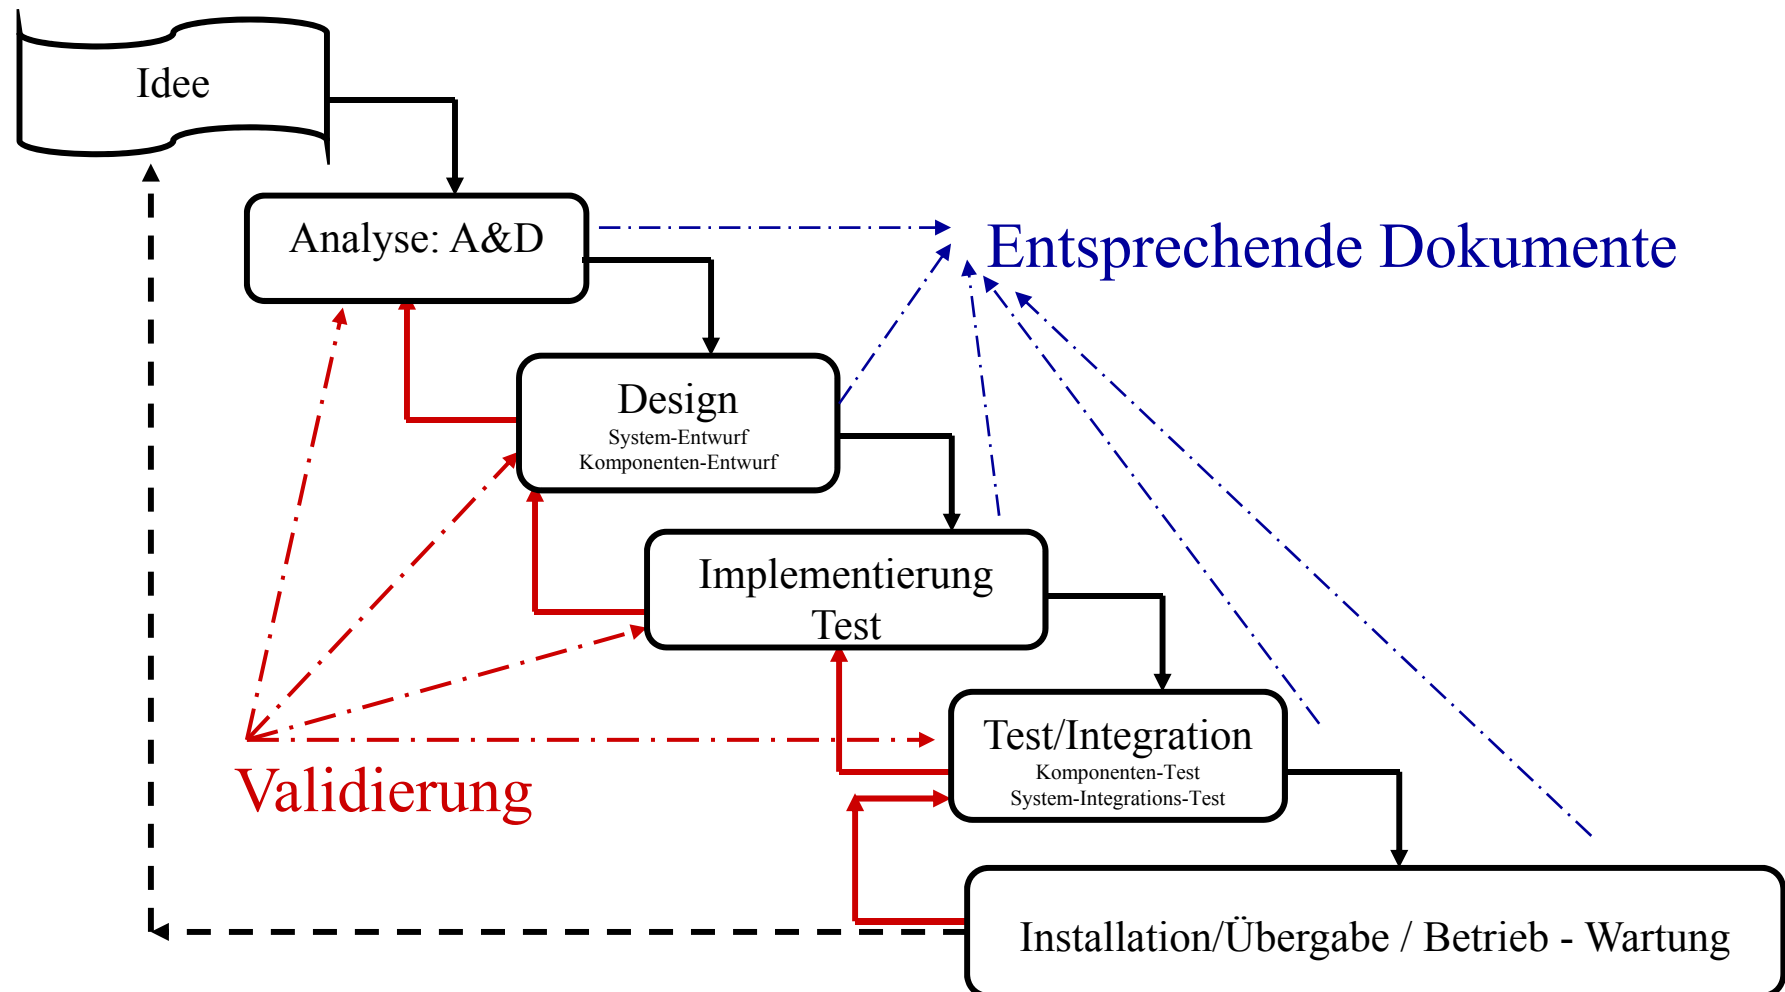 Idee
Analyse: A&D
Entsprechende Dokumente
Design
System-Entwurf
Komponenten-Entwurf
Implementierung
Test
Test/Integration
Komponenten-Test
System-Integrations-Test
Validierung
Installation/Übergabe / Betrieb - Wartung